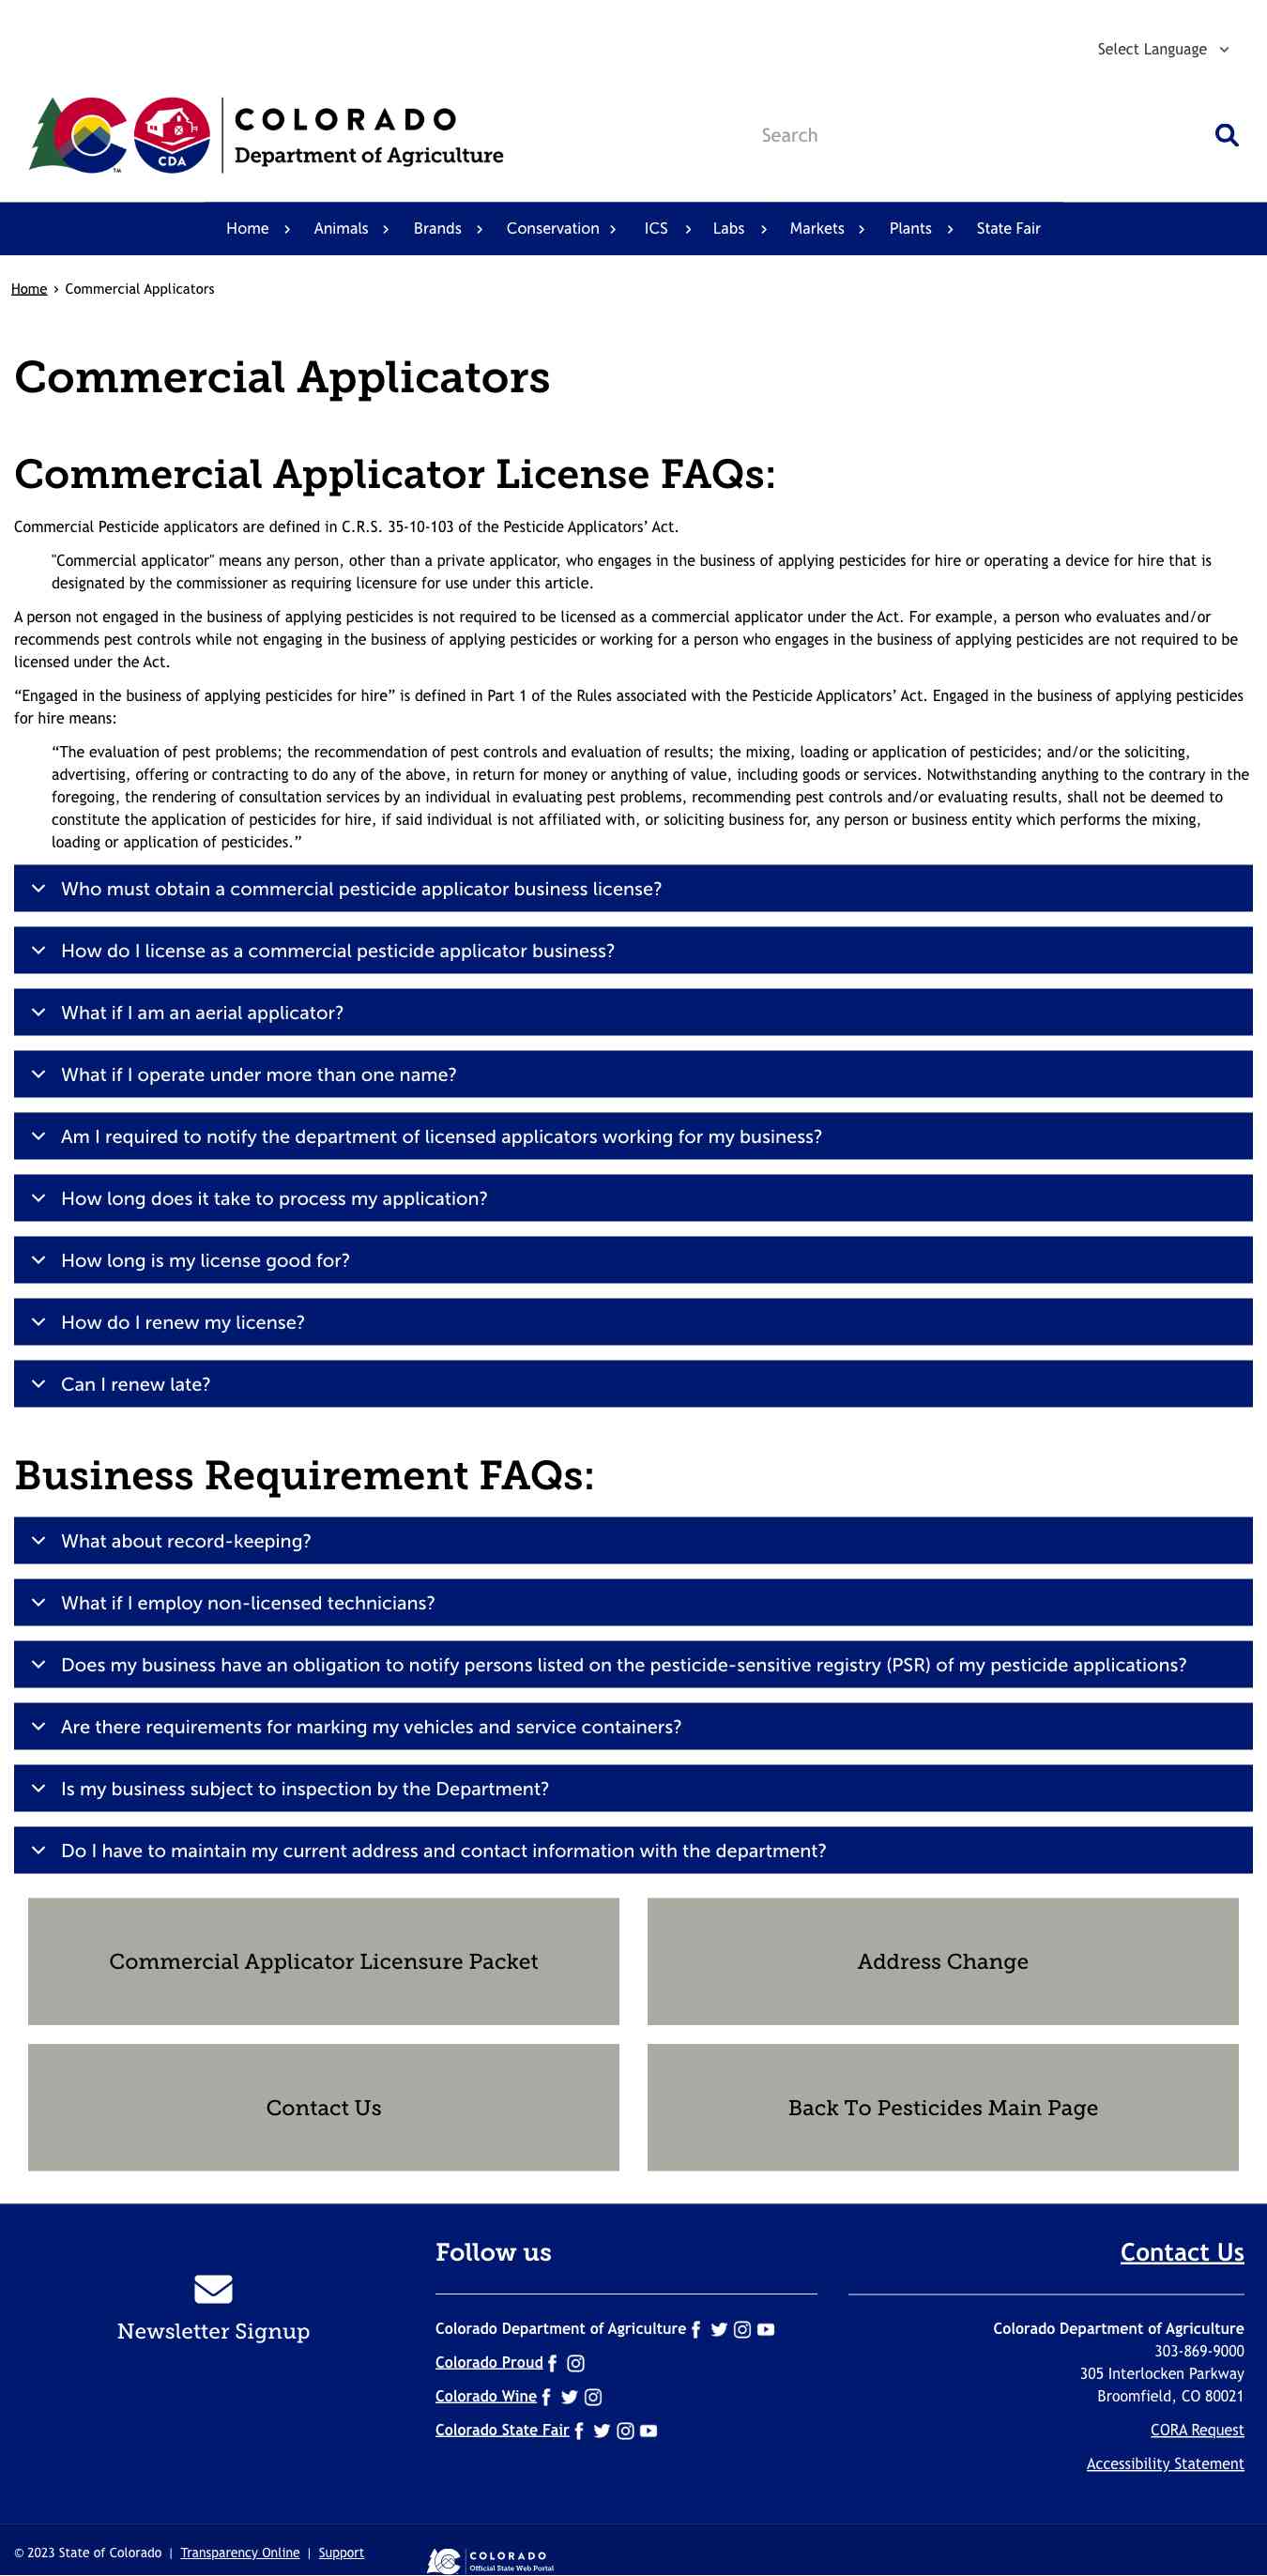 Select Language
COLORADO
Department of Agriculture
CDA
TM
Search
Home Animals Brands Conservation ICS Labs Markets Plants State Fair
Home › Commercial Applicators
Commercial Applicators
Commercial Applicator License FAQs:
Commercial Pesticide applicators are defined in C.R.S. 35-10-103 of the Pesticide Applicators’ Act.
"Commercial applicator" means any person, other than a private applicator, who engages in the business of applying pesticides for hire or operating a device for hire that is
designated by the commissioner as requiring licensure for use under this article.
A person not engaged in the business of applying pesticides is not required to be licensed as a commercial applicator under the Act. For example, a person who evaluates and/or
recommends pest controls while not engaging in the business of applying pesticides or working for a person who engages in the business of applying pesticides are not required to be
licensed under the Act.
“Engaged in the business of applying pesticides for hire” is defined in Part 1 of the Rules associated with the Pesticide Applicators’ Act. Engaged in the business of applying pesticides
for hire means:
“The evaluation of pest problems; the recommendation of pest controls and evaluation of results; the mixing, loading or application of pesticides; and/or the soliciting,
advertising, offering or contracting to do any of the above, in return for money or anything of value, including goods or services. Notwithstanding anything to the contrary in the
foregoing, the rendering of consultation services by an individual in evaluating pest problems, recommending pest controls and/or evaluating results, shall not be deemed to
constitute the application of pesticides for hire, if said individual is not affiliated with, or soliciting business for, any person or business entity which performs the mixing,
loading or application of pesticides.”
Who must obtain a commercial pesticide applicator business license?
How do I license as a commercial pesticide applicator business?
What if I am an aerial applicator?
What if I operate under more than one name?
Am I required to notify the department of licensed applicators working for my business?
How long does it take to process my application?
How long is my license good for?
How do I renew my license?
Can I renew late?
Business Requirement FAQs:
What about record-keeping?
What if I employ non-licensed technicians?
Does my business have an obligation to notify persons listed on the pesticide-sensitive registry (PSR) of my pesticide applications?
Are there requirements for marking my vehicles and service containers?
Is my business subject to inspection by the Department?
Do I have to maintain my current address and contact information with the department?
Commercial Applicator Licensure Packet
Address Change
Contact Us
Back To Pesticides Main Page
Newsletter Signup
Follow us
Colorado Department of Agriculture
Colorado Proud
Colorado Wine
Colorado State Fair
Contact Us
Colorado Department of Agriculture
303-869-9000
305 Interlocken Parkway
Broomfield, CO 80021
CORA Request
Accessibility Statement
© 2023 State of Colorado | Transparency Online | Support
COLORADO
Official State Web Portal